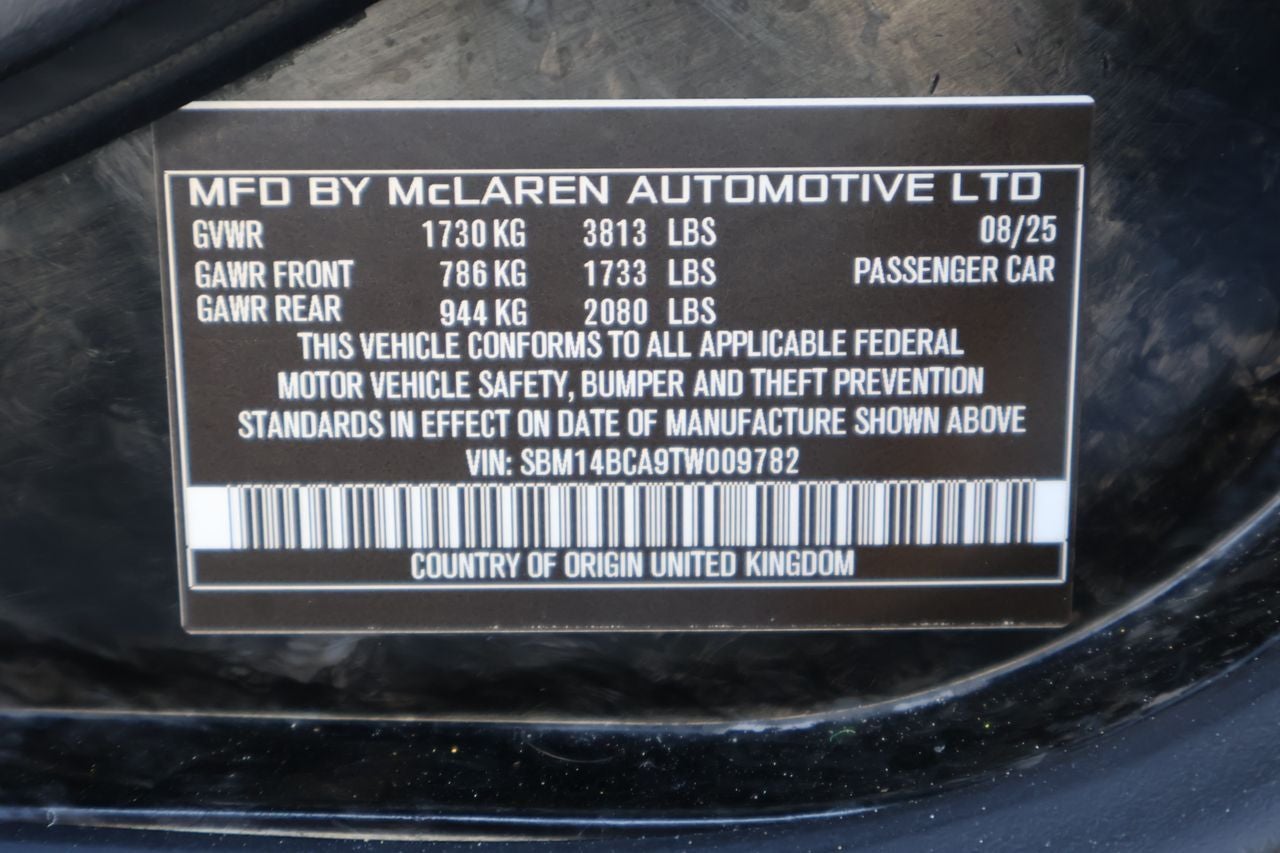 MFD BY McLAREN AUTOMOTIVE LTD
GVWR 1730 KG 3813 LBS 08/25
GAWR FRONT 786 KG 1733 LBS PASSENGER CAR
GAWR REAR 944 KG 2080 LBS
THIS VEHICLE CONFORMS TO ALL APPLICABLE FEDERAL
MOTOR VEHICLE SAFETY, BUMPER AND THEFT PREVENTION
STANDARDS IN EFFECT ON DATE OF MANUFACTURE SHOWN ABOVE
VIN: SBM14BCA9TW009782
COUNTRY OF ORIGIN UNITED KINGDOM